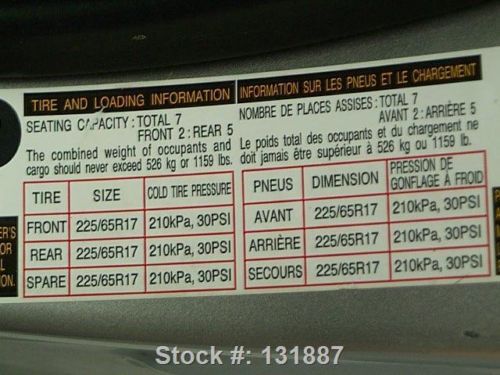 TIRE AND LOADING INFORMATION
SEATING CAPACITY : TOTAL 7
FRONT 2 : REAR 5
The combined weight of occupants and
cargo should never exceed 526 kg or 1159 lbs.
TIRE SIZE COLD TIRE PRESSURE
FRONT 225/65R17 210kPa, 30PSI
REAR 225/65R17 210kPa, 30PSI
SPARE 225/65R17 210kPa, 30PSI
INFORMATION SUR LES PNEUS ET LE CHARGEMENT
NOMBRE DE PLACES ASSISES : TOTAL 7
AVANT 2 : ARRIÈRE 5
Le poids total des occupants et du chargement ne
doit jamais être supérieur à 526 kg ou 1159 lbs.
PNEUS DIMENSION PRESSION DE
GONFLAGE À FROID
AVANT 225/65R17 210kPa, 30PSI
ARRIÈRE 225/65R17 210kPa, 30PSI
SECOURS 225/65R17 210kPa, 30PSI
Stock #: 131887